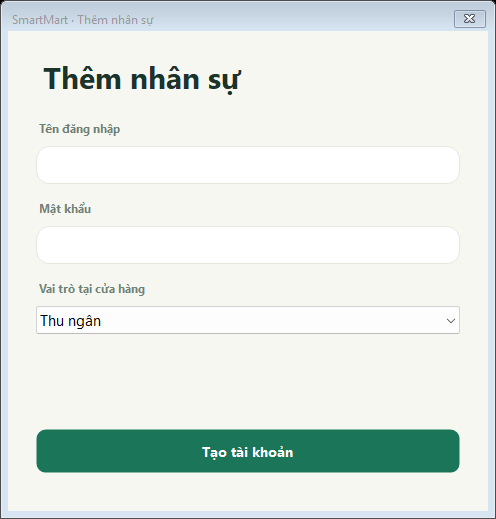 SmartMart · Thêm nhân sự
Thêm nhân sự
Tên đăng nhập
Mật khẩu
Vai trò tại cửa hàng
Thu ngân
Tạo tài khoản